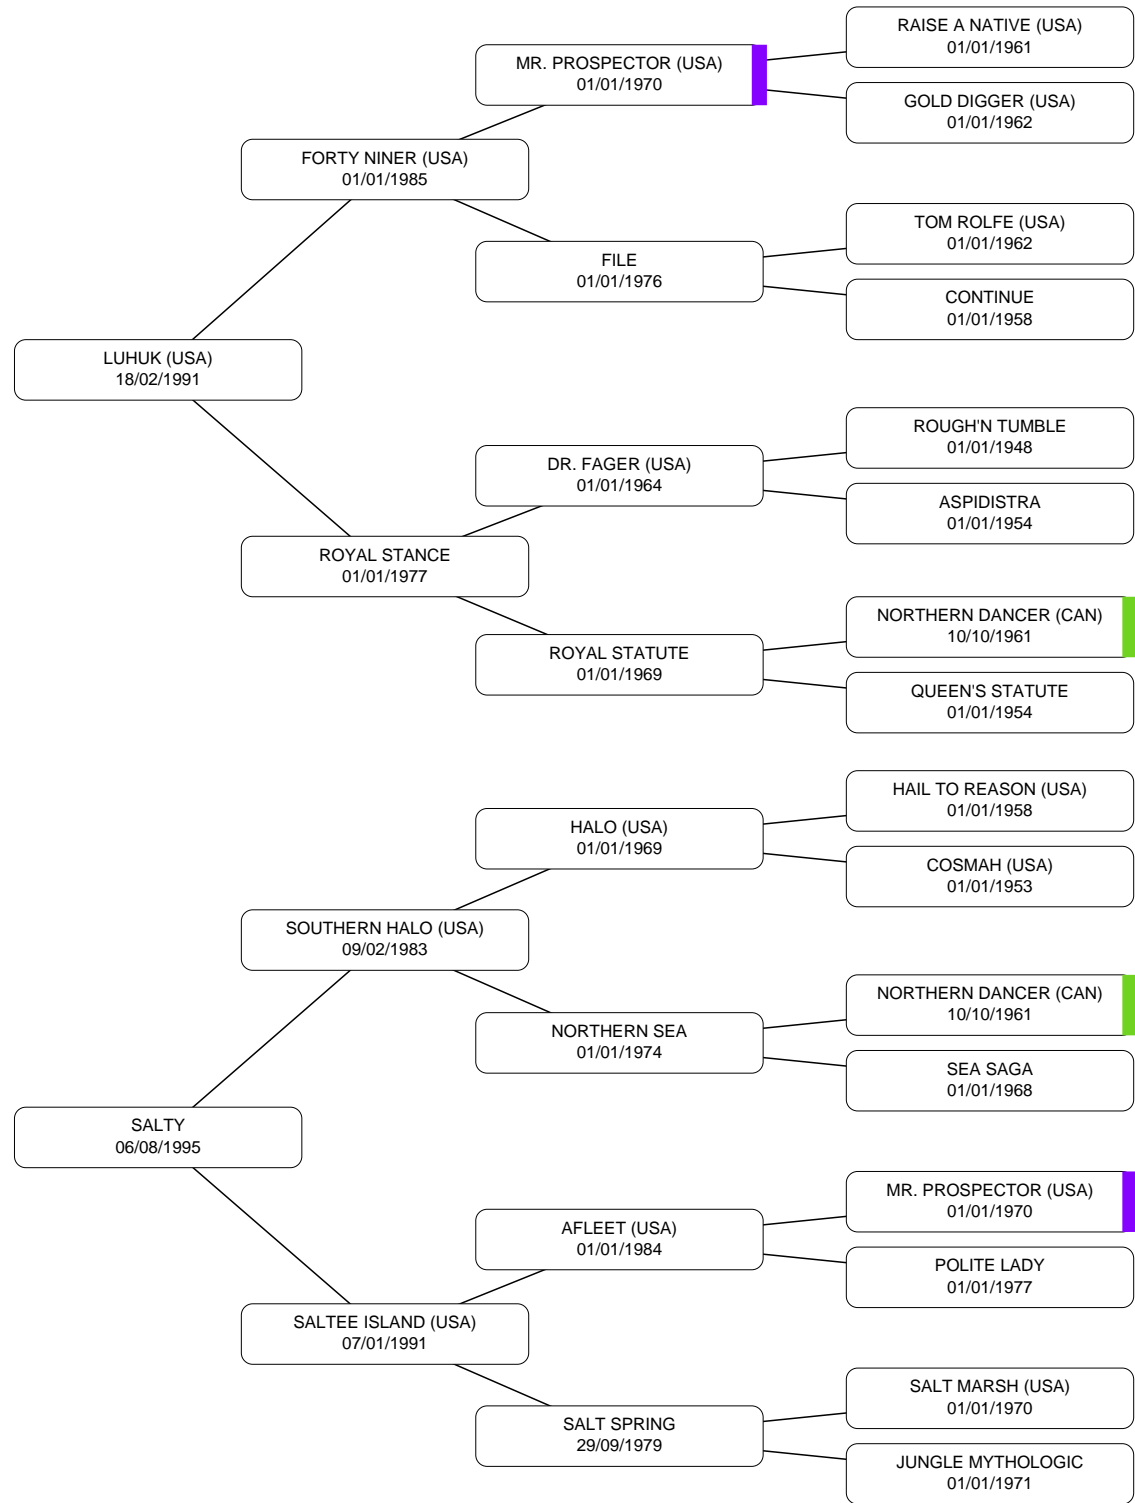 RAISE A NATIVE (USA)
01/01/1961
MR. PROSPECTOR (USA)
01/01/1970
GOLD DIGGER (USA)
01/01/1962
FORTY NINER (USA)
01/01/1985
TOM ROLFE (USA)
01/01/1962
FILE
01/01/1976
CONTINUE
01/01/1958
LUHUK (USA)
18/02/1991
ROUGH'N TUMBLE
01/01/1948
DR. FAGER (USA)
01/01/1964
ASPIDISTRA
01/01/1954
ROYAL STANCE
01/01/1977
NORTHERN DANCER (CAN)
10/10/1961
ROYAL STATUTE
01/01/1969
QUEEN'S STATUTE
01/01/1954
HAIL TO REASON (USA)
01/01/1958
HALO (USA)
01/01/1969
COSMAH (USA)
01/01/1953
SOUTHERN HALO (USA)
09/02/1983
NORTHERN DANCER (CAN)
10/10/1961
NORTHERN SEA
01/01/1974
SEA SAGA
01/01/1968
SALTY
06/08/1995
MR. PROSPECTOR (USA)
01/01/1970
AFLEET (USA)
01/01/1984
POLITE LADY
01/01/1977
SALTEE ISLAND (USA)
07/01/1991
SALT MARSH (USA)
01/01/1970
SALT SPRING
29/09/1979
JUNGLE MYTHOLOGIC
01/01/1971